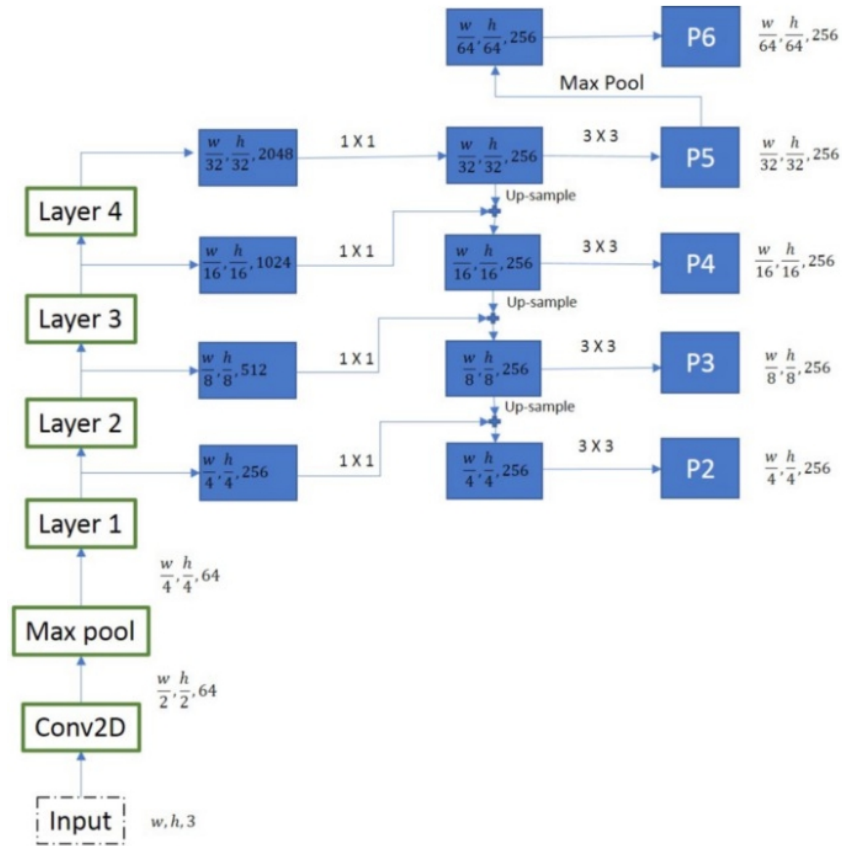 w/64, h/64, 256
P6
w/64, h/64, 256
Max Pool
w/32, h/32, 2048
1 X 1
w/32, h/32, 256
3 X 3
P5
w/32, h/32, 256
Up-sample
Layer 4
w/16, h/16, 1024
1 X 1
w/16, h/16, 256
3 X 3
P4
w/16, h/16, 256
Up-sample
Layer 3
w/8, h/8, 512
1 X 1
w/8, h/8, 256
3 X 3
P3
w/8, h/8, 256
Up-sample
Layer 2
w/4, h/4, 256
1 X 1
w/4, h/4, 256
3 X 3
P2
w/4, h/4, 256
Layer 1
w/4, h/4, 64
Max pool
w/2, h/2, 64
Conv2D
Input
w, h, 3